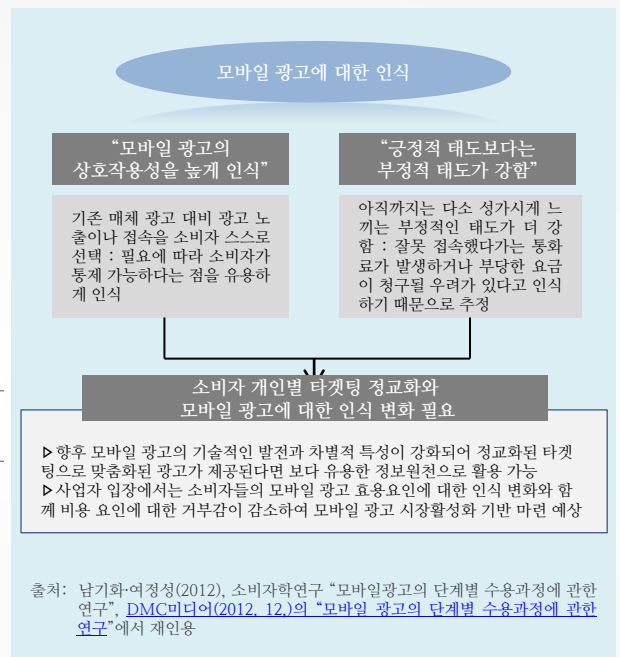 모바일 광고에 대한 인식
“모바일 광고의
상호작용성을 높게 인식”
“긍정적 태도보다는
부정적 태도가 강함”
기존 매체 광고 대비 광고 노
출이나 접속을 소비자 스스로
선택 : 필요에 따라 소비자가
통제 가능하다는 점을 유용하
게 인식
아직까지는 다소 성가시게 느
끼는 부정적인 태도가 더 강
함 : 잘못 접속했다가는 통화
료가 발생하거나 부당한 요금
이 청구될 우려가 있다고 인식
하기 때문으로 추정
소비자 개인별 타겟팅 정교화와
모바일 광고에 대한 인식 변화 필요
▷향후 모바일 광고의 기술적인 발전과 차별적 특성이 강화되어 정교화된 타겟
팅으로 맞춤화된 광고가 제공된다면 보다 유용한 정보원천으로 활용 가능
▷사업자 입장에서는 소비자들의 모바일 광고 효용요인에 대한 인식 변화와 함
께 비용 요인에 대한 거부감이 감소하여 모바일 광고 시장활성화 기반 마련 예상
출처: 남기화·여정성(2012), 소비자학연구 “모바일광고의 단계별 수용과정에 관한
연구”, DMC미디어(2012, 12,)의 “모바일 광고의 단계별 수용과정에 관한
연구”에서 재인용